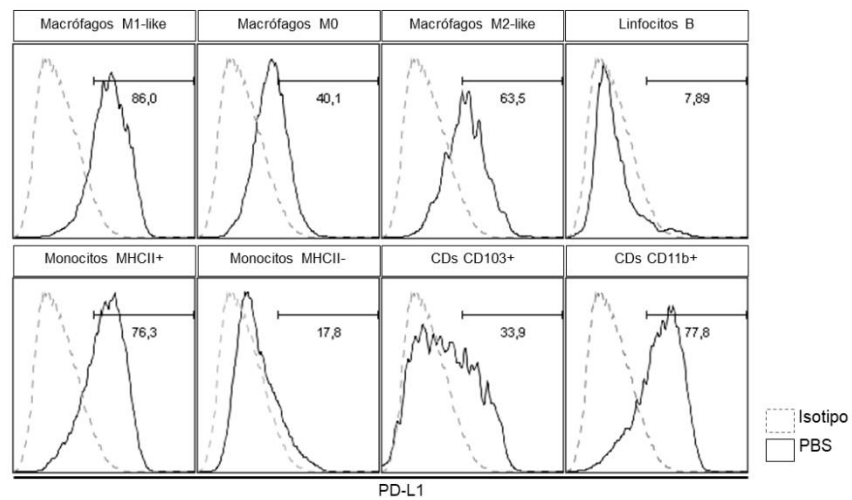 Macrófagos M1-like
Macrófagos M0
Macrófagos M2-like
Linfocitos B
86,0
40,1
63,5
7,89
Monocitos MHCII+
Monocitos MHCII-
CDs CD103+
CDs CD11b+
76,3
17,8
33,9
77,8
Isotipo
PBS
PD-L1